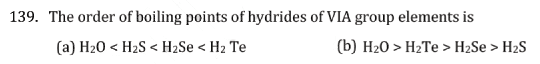 139. The order of boiling points of hydrides of VIA group elements is
(a) H₂O < H₂S < H₂Se < H₂ Te (b) H₂O > H₂Te > H₂Se > H₂S